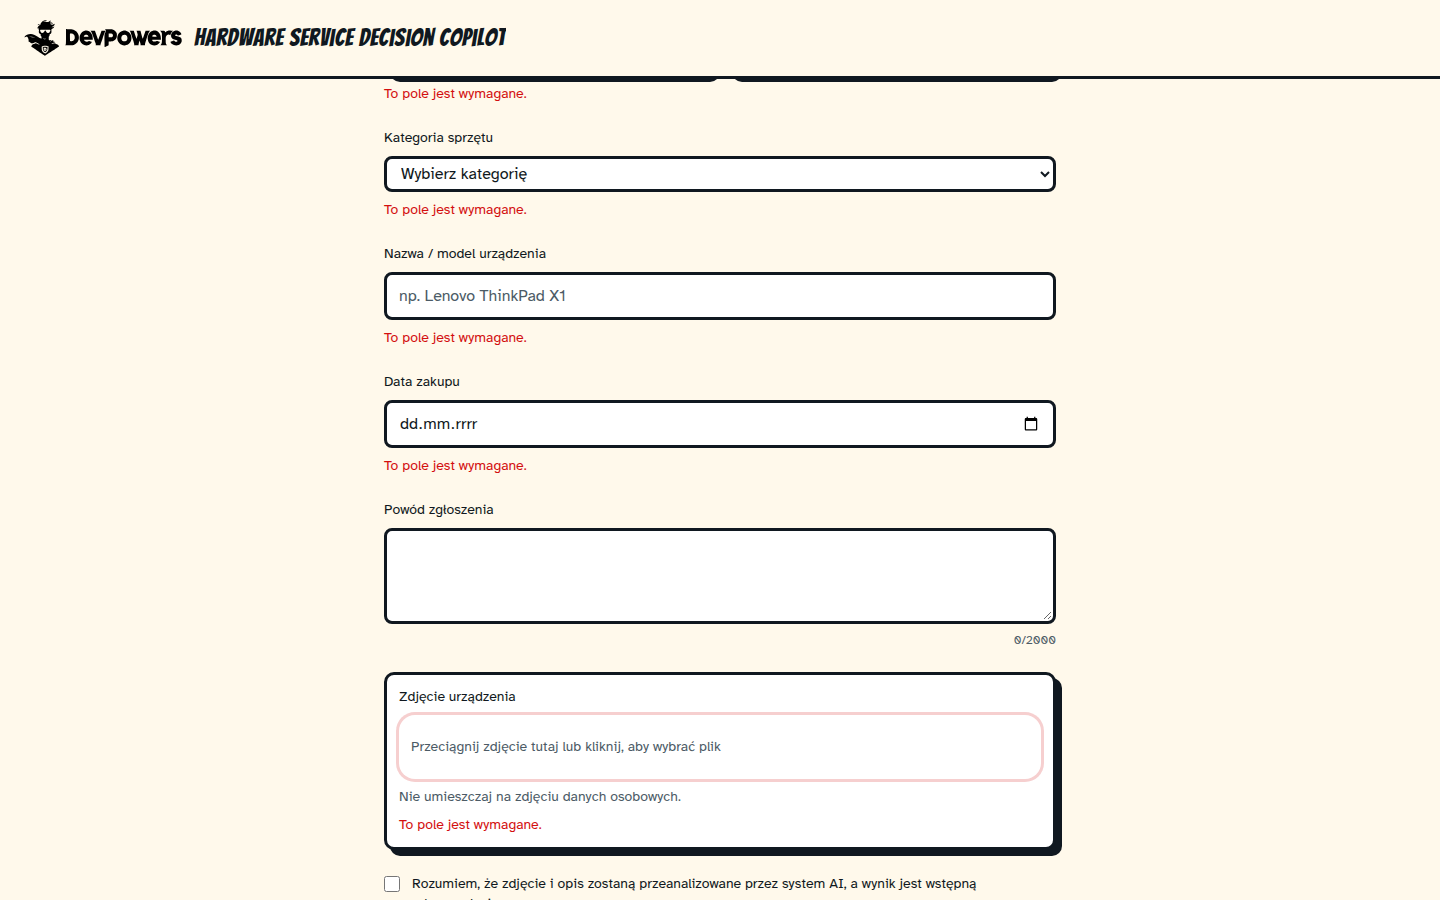 DevPowers HARDWARE SERVICE DECISION COPILOT
To pole jest wymagane.
Kategoria sprzętu
Wybierz kategorię
To pole jest wymagane.
Nazwa / model urządzenia
np. Lenovo ThinkPad X1
To pole jest wymagane.
Data zakupu
dd.mm.rrrr
To pole jest wymagane.
Powód zgłoszenia
0/2000
Zdjęcie urządzenia
Przeciągnij zdjęcie tutaj lub kliknij, aby wybrać plik
Nie umieszczaj na zdjęciu danych osobowych.
To pole jest wymagane.
Rozumiem, że zdjęcie i opis zostaną przeanalizowane przez system AI, a wynik jest wstępną